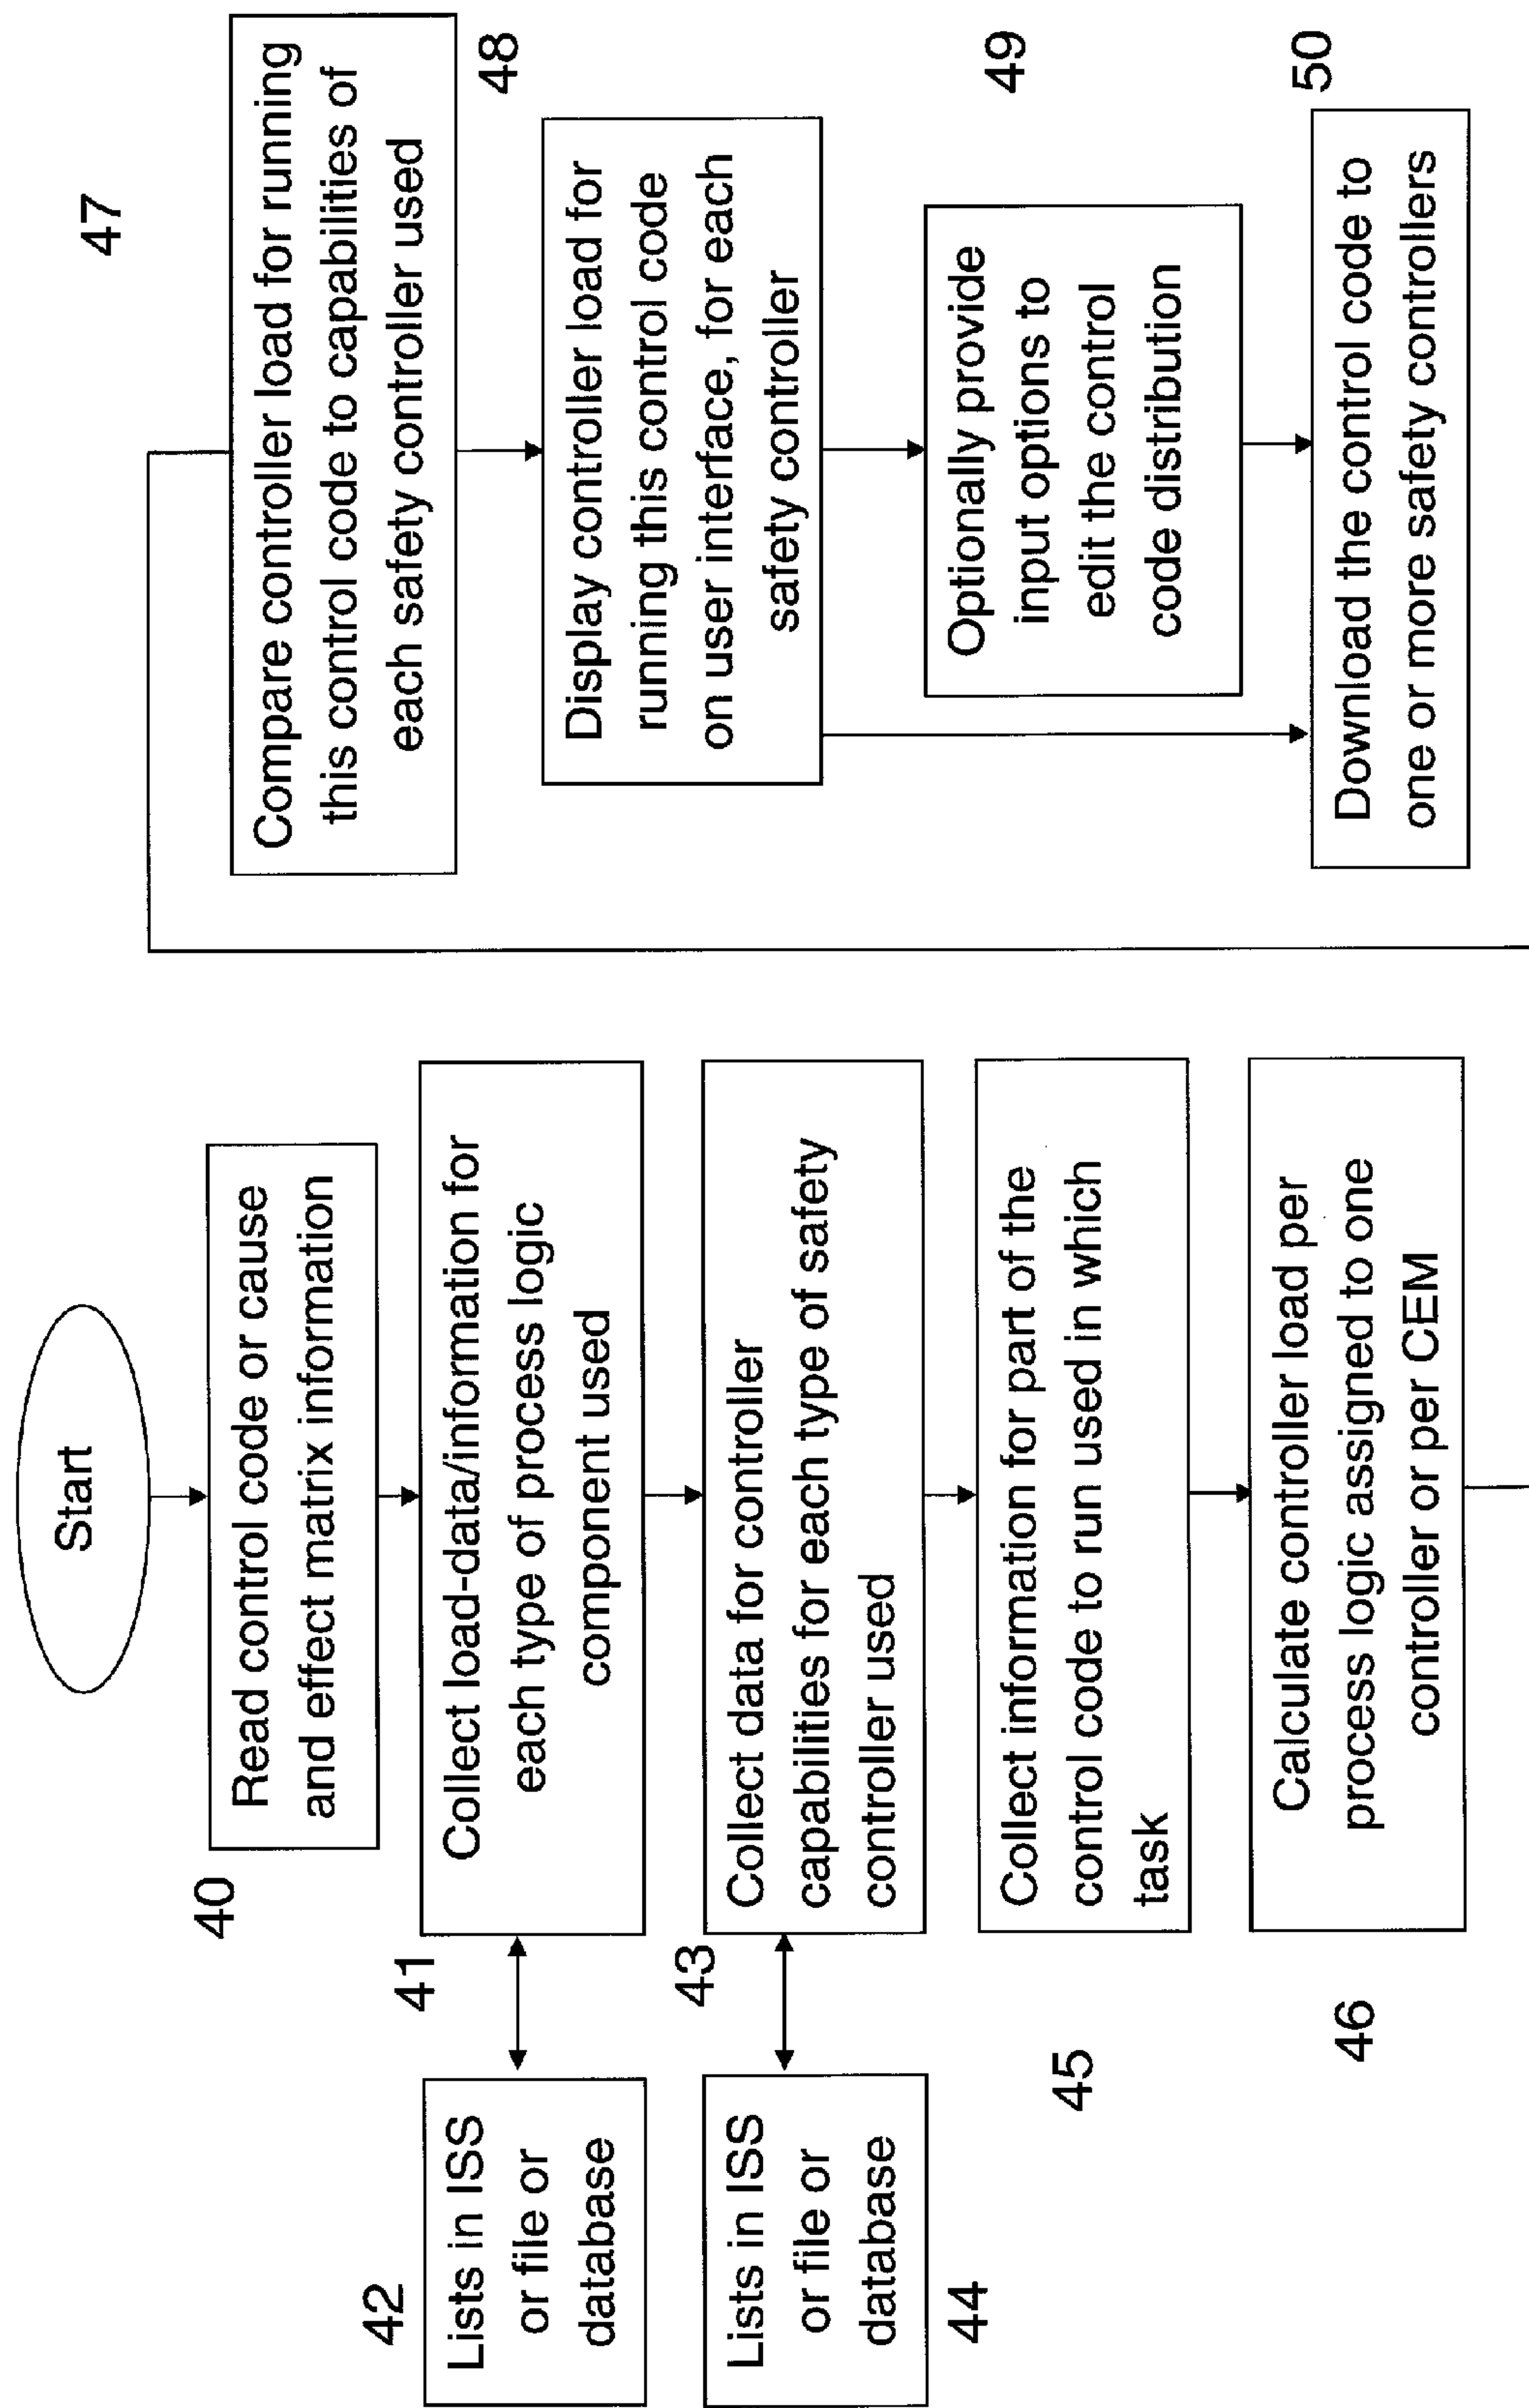 Start
40
Read control code or cause
and effect matrix information
41
Collect load-data/information for
each type of process logic
component used
42
Lists in ISS
or file or
database
43
Collect data for controller
capabilities for each type of safety
controller used
44
Lists in ISS
or file or
database
45
Collect information for part of the
control code to run used in which
task
46
Calculate controller load per
process logic assigned to one
controller or per CEM
47
Compare controller load for running
this control code to capabilities of
each safety controller used
48
Display controller load for
running this control code
on user interface, for each
safety controller
49
Optionally provide
input options to
edit the control
code distribution
50
Download the control code to
one or more safety controllers